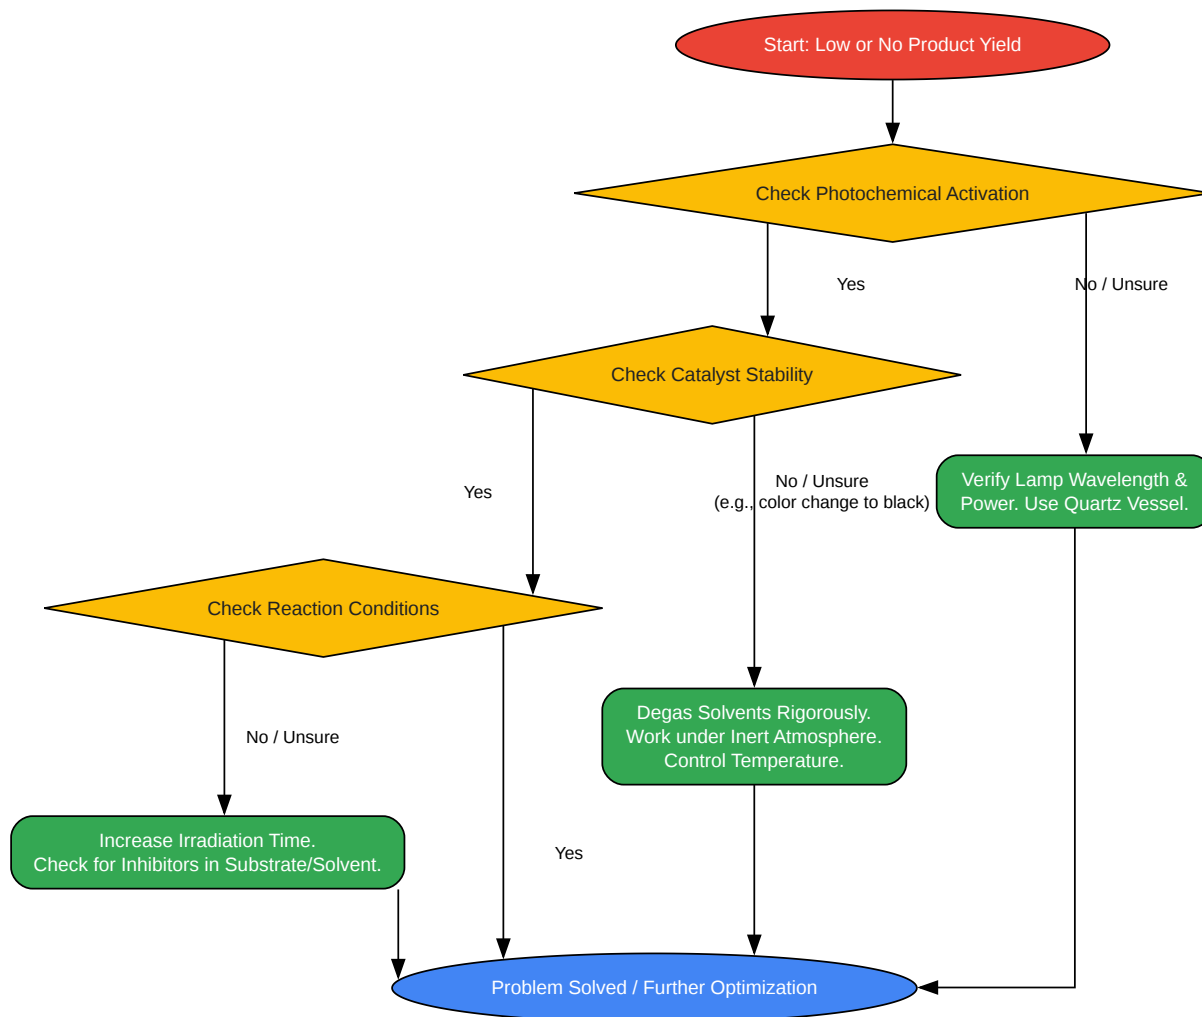 Start: Low or No Product Yield
Check Photochemical Activation
Yes
No / Unsure
Check Catalyst Stability
Yes
No / Unsure
(e.g., color change to black)
Verify Lamp Wavelength &
Power. Use Quartz Vessel.
Check Reaction Conditions
No / Unsure
Degas Solvents Rigorously.
Work under Inert Atmosphere.
Control Temperature.
Increase Irradiation Time.
Check for Inhibitors in Substrate/Solvent.
Yes
Problem Solved / Further Optimization